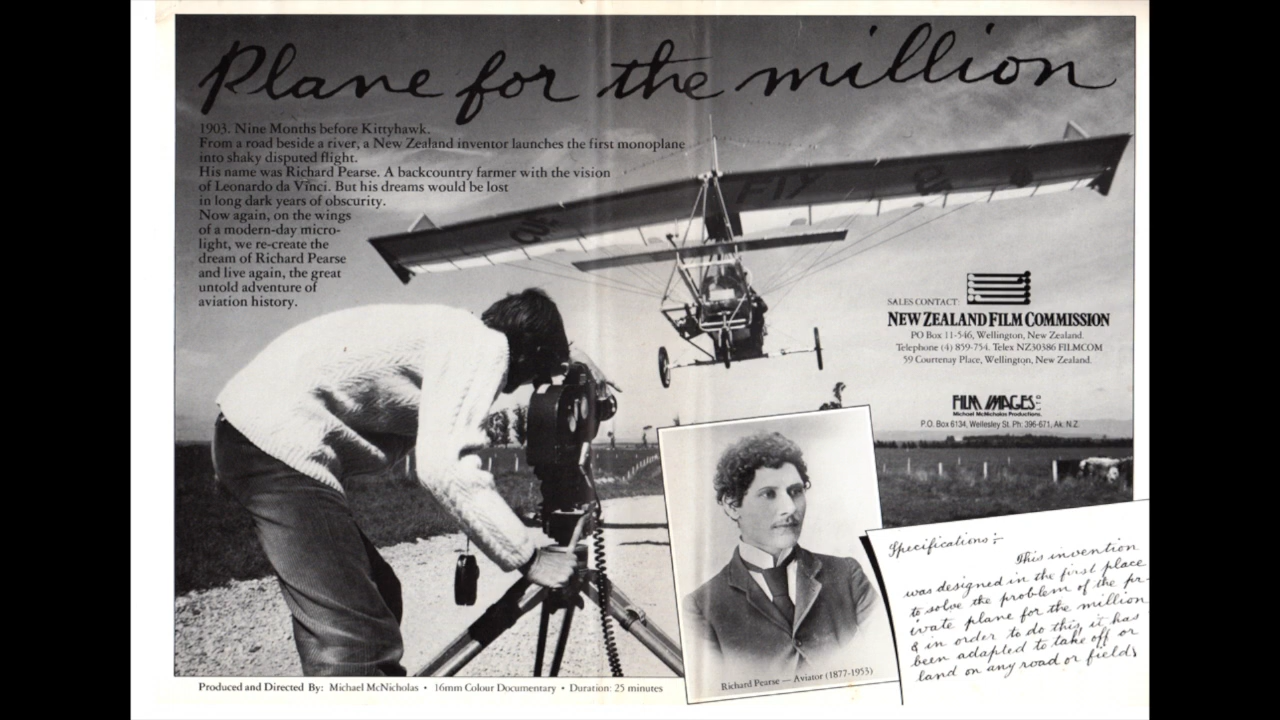 Plane for the million
1903. Nine Months before Kittyhawk.
From a road beside a river, a New Zealand inventor launches the first monoplane
into shaky disputed flight.
His name was Richard Pearse. A backcountry farmer with the vision
of Leonardo da Vinci. But his dreams would be lost
in long dark years of obscurity.
Now again, on the wings
of a modern-day micro-
light, we re-create the
dream of Richard Pearse
and live again, the great
untold adventure of
aviation history.
FLY
SALES CONTACT:
NEW ZEALAND FILM COMMISSION
PO Box 11-546, Wellington, New Zealand.
Telephone (4) 859-754. Telex NZ30386 FILMCOM
59 Courtenay Place, Wellington, New Zealand.
FILM IMAGES LTD
Michael McNicholas Productions.
P.O. Box 6134, Wellesley St. Ph: 396-671, Ak. N.Z.
Specifications :-
This invention
was designed in the first place
to solve the problem of the pr-
ivate plane for the million
& in order to do this, it has
been adapted to take off or
land on any road or field,
Richard Pearse — Aviator (1877-1953)
Produced and Directed By: Michael McNicholas • 16mm Colour Documentary • Duration: 25 minutes